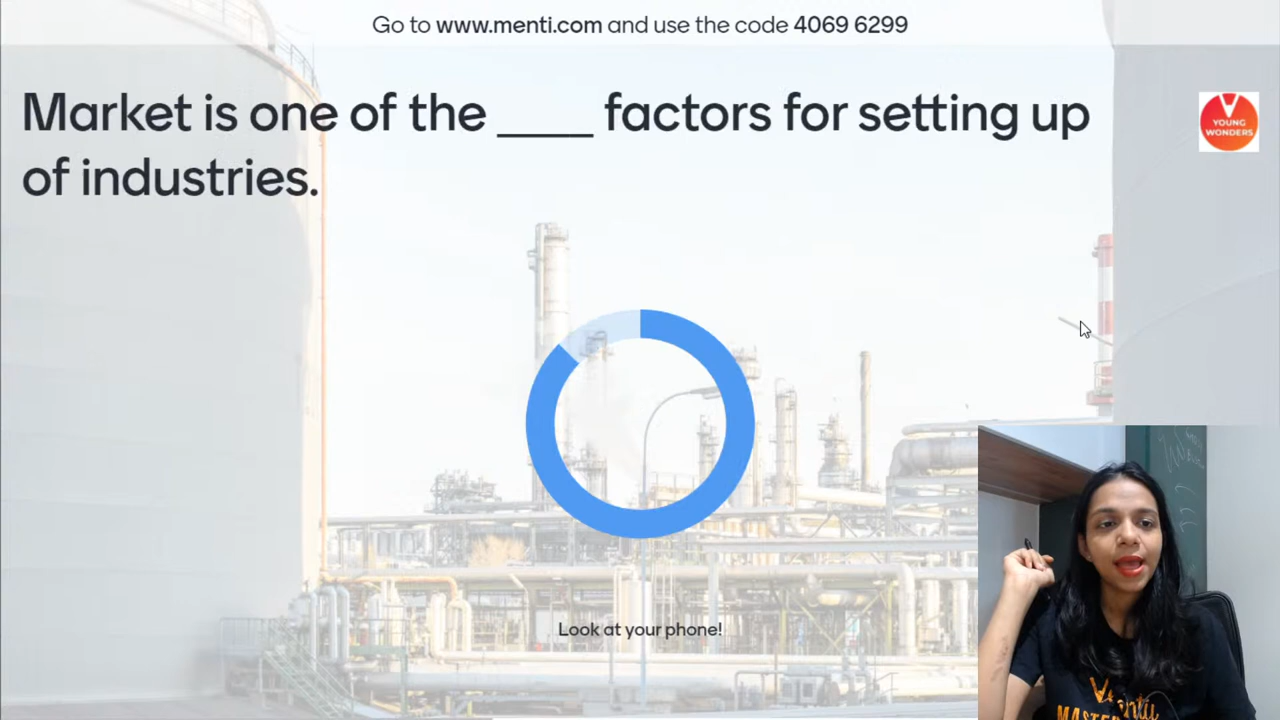 Go to www.menti.com and use the code 4069 6299
Market is one of the ____ factors for setting up
of industries.
YOUNG
WONDERS
Look at your phone!